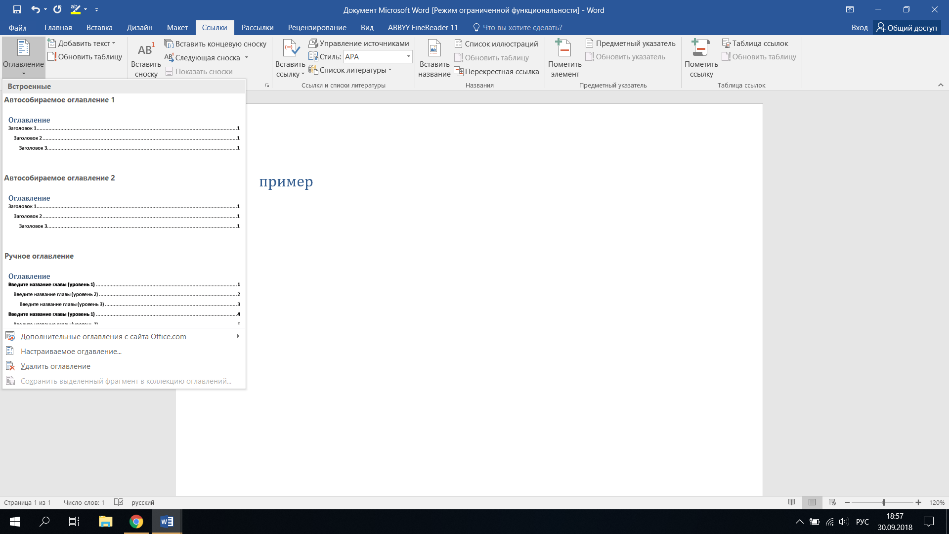 Документ Microsoft Word [Режим ограниченной функциональности] - Word
Файл Главная Вставка Дизайн Макет Ссылки Рассылки Рецензирование Вид ABBYY FineReader 11 Что вы хотите сделать? Вход Общий доступ
Оглавление
Добавить текст
Обновить таблицу
AB1
Вставить сноску
Вставить концевую сноску
Следующая сноска
Показать сноски
Вставить ссылку
Управление источниками
Стиль: APA
Список литературы
Ссылки и списки литературы
Вставить название
Список иллюстраций
Обновить таблицу
Перекрестная ссылка
Названия
Пометить элемент
Предметный указатель
Обновить указатель
Предметный указатель
Пометить ссылку
Таблица ссылок
Обновить таблицу
Таблица ссылок
Встроенные
Автособираемое оглавление 1
Оглавление
Заголовок 1 1
Заголовок 2 1
Заголовок 3 1
Автособираемое оглавление 2
Оглавление
Заголовок 1 1
Заголовок 2 1
Заголовок 3 1
Ручное оглавление
Оглавление
Введите название главы (уровень 1) 1
Введите название главы (уровень 2) 2
Введите название главы (уровень 3) 3
Введите название главы (уровень 1) 4
Дополнительные оглавления с сайта Office.com
Настраиваемое оглавление...
Удалить оглавление
Сохранить выделенный фрагмент в коллекцию оглавлений...
пример
Страница 1 из 1 Число слов: 1 русский 120%
РУС
18:57
30.09.2018